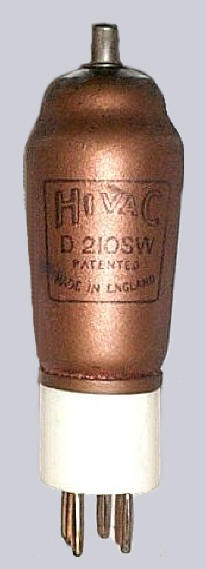 HIVAC
D 210SW
PATENTED
MADE IN ENGLAND